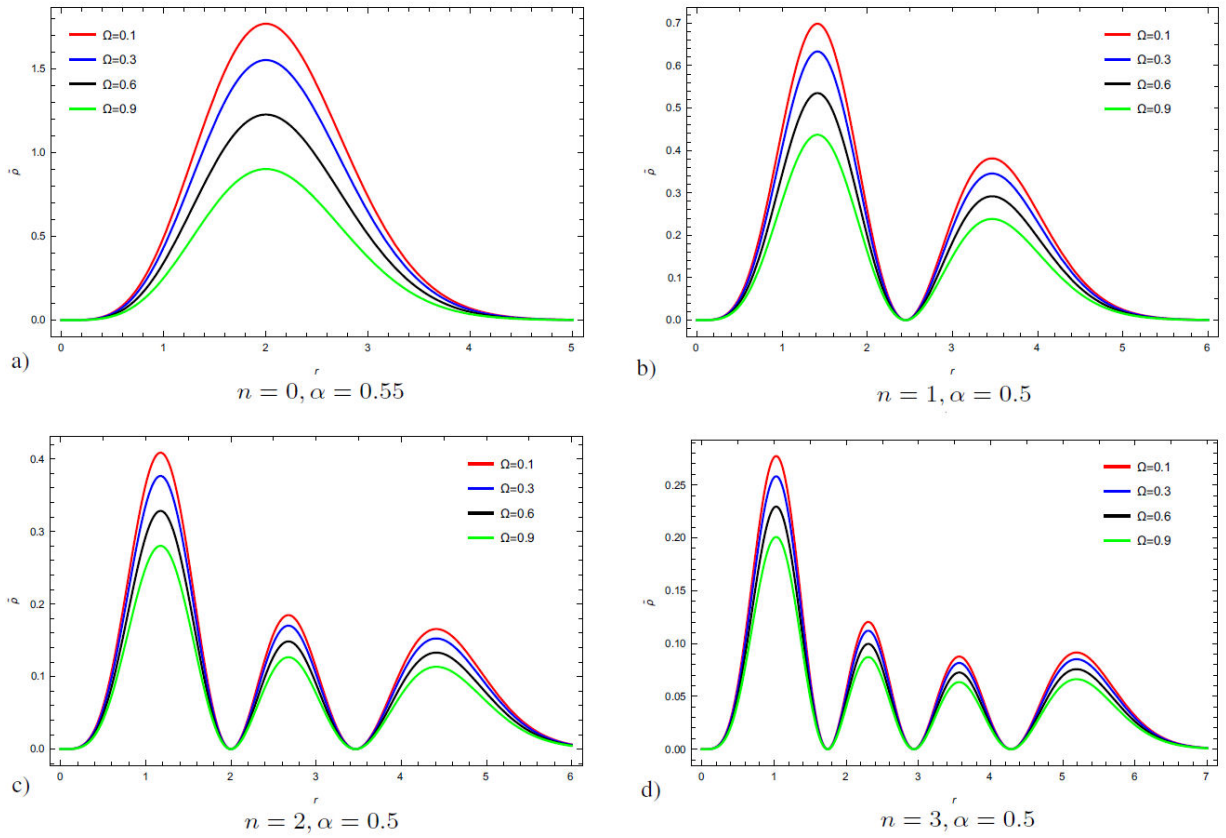 Ω=0.1
Ω=0.3
Ω=0.6
Ω=0.9
1.5
1.0
0.5
0.0
ρ̄
0 1 2 3 4 5
r
a)
n = 0, α = 0.55
Ω=0.1
Ω=0.3
Ω=0.6
Ω=0.9
0.7
0.6
0.5
0.4
0.3
0.2
0.1
0.0
ρ̄
0 1 2 3 4 5 6
r
b)
n = 1, α = 0.5
Ω=0.1
Ω=0.3
Ω=0.6
Ω=0.9
0.4
0.3
0.2
0.1
0.0
ρ̄
0 1 2 3 4 5 6
r
c)
n = 2, α = 0.5
Ω=0.1
Ω=0.3
Ω=0.6
Ω=0.9
0.25
0.20
0.15
0.10
0.05
0.00
ρ̄
0 1 2 3 4 5 6 7
r
d)
n = 3, α = 0.5